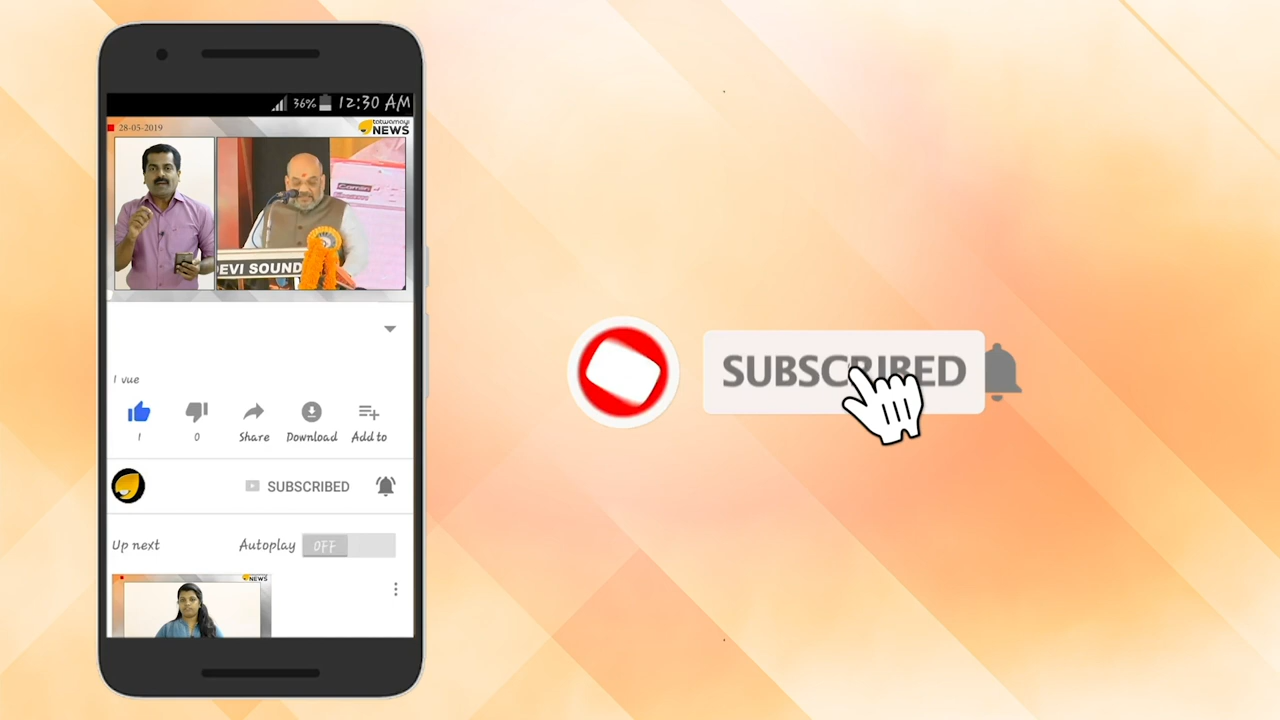 36% 12:30 AM
28-05-2019
tatwamayi
NEWS
DEVI SOUND
1 vue
1
0
Share
Download
Add to
SUBSCRIBED
Up next
Autoplay
OFF
NEWS
SUBSCRIBED